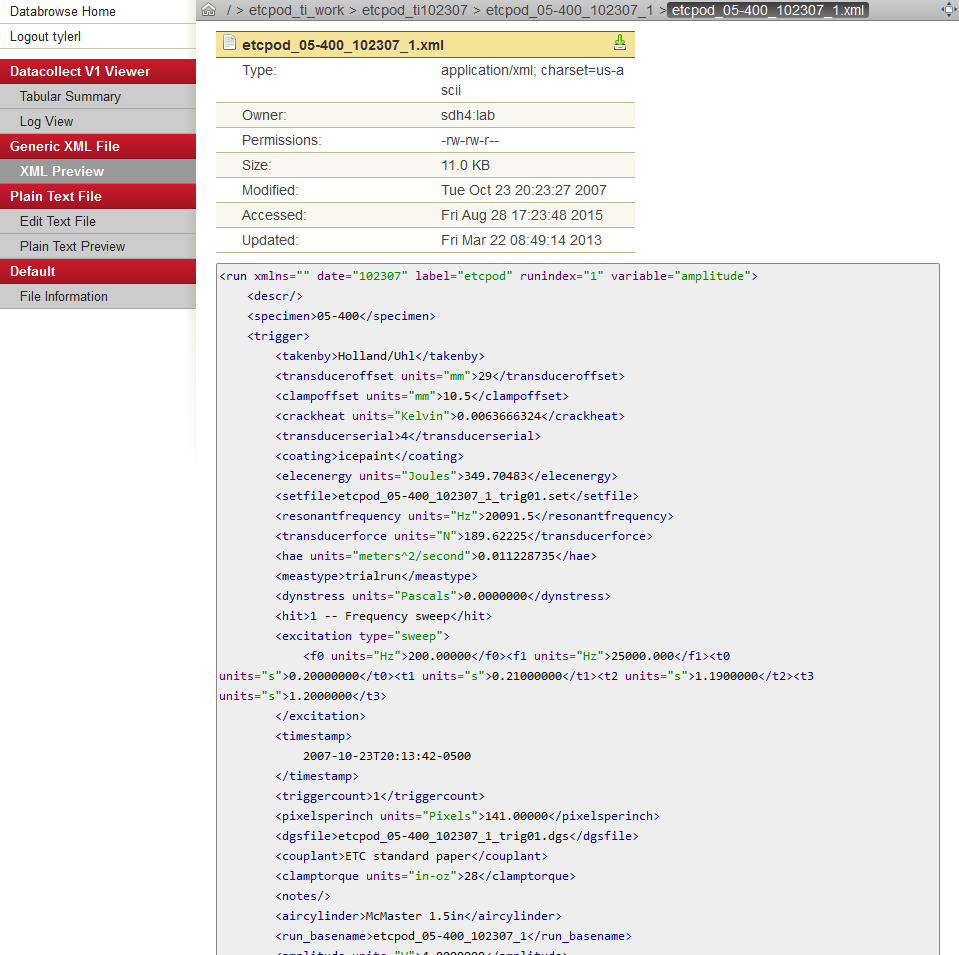 Databrowse Home
Logout tylerl
Datacollect V1 Viewer
Tabular Summary
Log View
Generic XML File
XML Preview
Plain Text File
Edit Text File
Plain Text Preview
Default
File Information
/ > etcpod_ti_work > etcpod_ti102307 > etcpod_05-400_102307_1 > etcpod_05-400_102307_1.xml
etcpod_05-400_102307_1.xml
Type: application/xml; charset=us-a
scii
Owner: sdh4:lab
Permissions: -rw-rw-r--
Size: 11.0 KB
Modified: Tue Oct 23 20:23:27 2007
Accessed: Fri Aug 28 17:23:48 2015
Updated: Fri Mar 22 08:49:14 2013
<run xmlns="" date="102307" label="etcpod" runindex="1" variable="amplitude">
<descr/>
<specimen>05-400</specimen>
<trigger>
<takenby>Holland/Uhl</takenby>
<transduceroffset units="mm">29</transduceroffset>
<clampoffset units="mm">10.5</clampoffset>
<crackheat units="Kelvin">0.0063666324</crackheat>
<transducerserial>4</transducerserial>
<coating>icepaint</coating>
<elecenergy units="Joules">349.70483</elecenergy>
<setfile>etcpod_05-400_102307_1_trig01.set</setfile>
<resonantfrequency units="Hz">20091.5</resonantfrequency>
<transducerforce units="N">189.62225</transducerforce>
<hae units="meters^2/second">0.011228735</hae>
<meastype>trialrun</meastype>
<dynstress units="Pascals">0.0000000</dynstress>
<hit>1 -- Frequency sweep</hit>
<excitation type="sweep">
<f0 units="Hz">200.00000</f0><f1 units="Hz">25000.000</f1><t0
units="s">0.20000000</t0><t1 units="s">0.21000000</t1><t2 units="s">1.1900000</t2><t3
units="s">1.2000000</t3>
</excitation>
<timestamp>
2007-10-23T20:13:42-0500
</timestamp>
<triggercount>1</triggercount>
<pixelsperinch units="Pixels">141.00000</pixelsperinch>
<dgsfile>etcpod_05-400_102307_1_trig01.dgs</dgsfile>
<couplant>ETC standard paper</couplant>
<clamptorque units="in-oz">28</clamptorque>
<notes/>
<aircylinder>McMaster 1.5in</aircylinder>
<run_basename>etcpod_05-400_102307_1</run_basename>